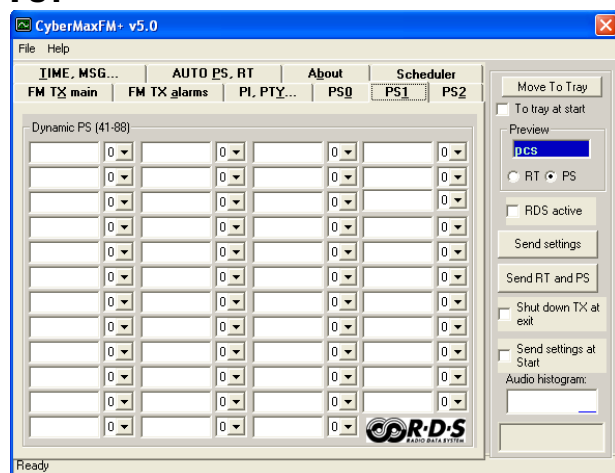 CyberMaxFM+ v5.0
File Help
TIME, MSG... AUTO PS, RT About Scheduler
FM TX main FM TX alarms PI, PTY... PS0 PS1 PS2
Dynamic PS (41-88)
0 0 0 0
0 0 0 0
0 0 0 0
0 0 0 0
0 0 0 0
0 0 0 0
0 0 0 0
0 0 0 0
0 0 0 0
0 0 0 0
0 0 0 0
0 0 0
R·D·S
RADIO DATA SYSTEM
Move To Tray
To tray at start
Preview
pcs
RT PS
RDS active
Send settings
Send RT and PS
Shut down TX at
exit
Send settings at
Start
Audio histogram:
Ready